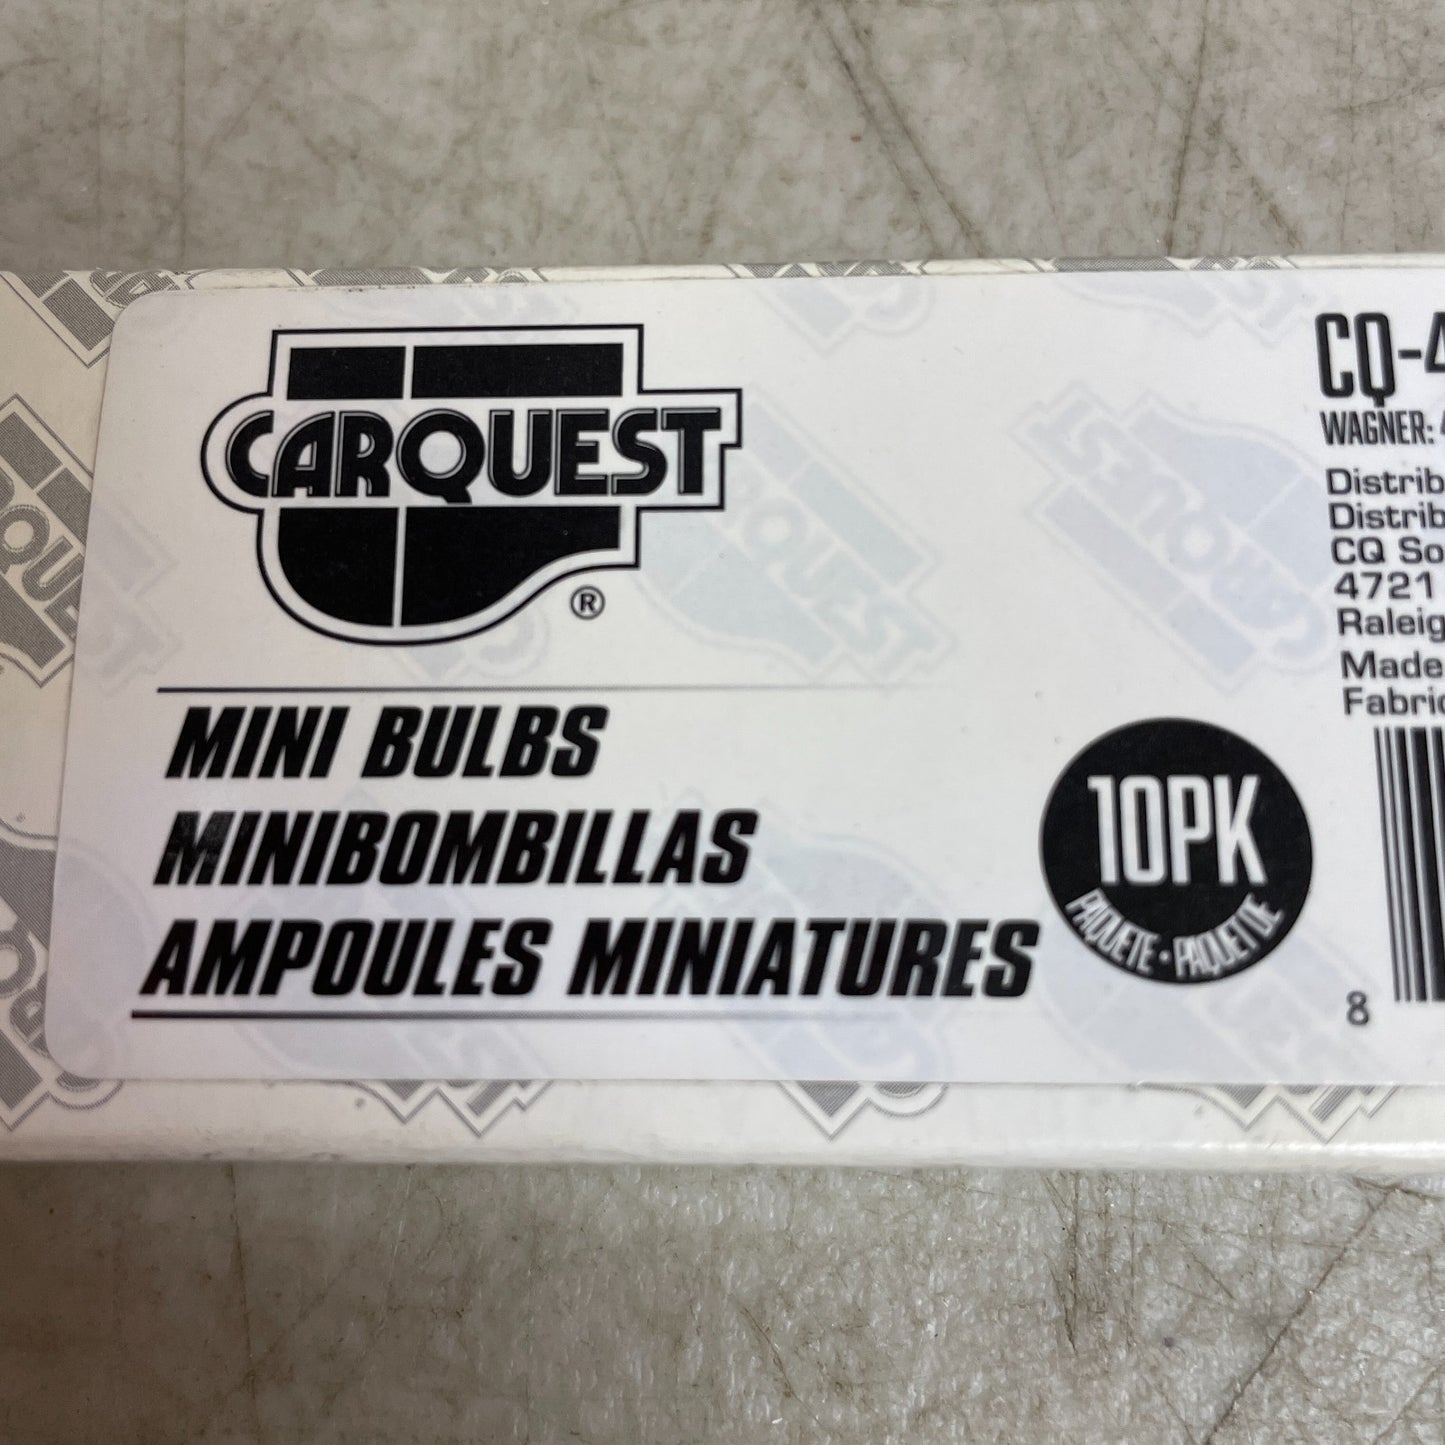 CARQUEST
®
MINI BULBS
MINIBOMBILLAS
AMPOULES MINIATURES
10PK
PAQUETE • PAQUET DE
CQ-4
WAGNER: 4
Distrib
Distrib
CQ So
4721
Raleig
Made
Fabric
8